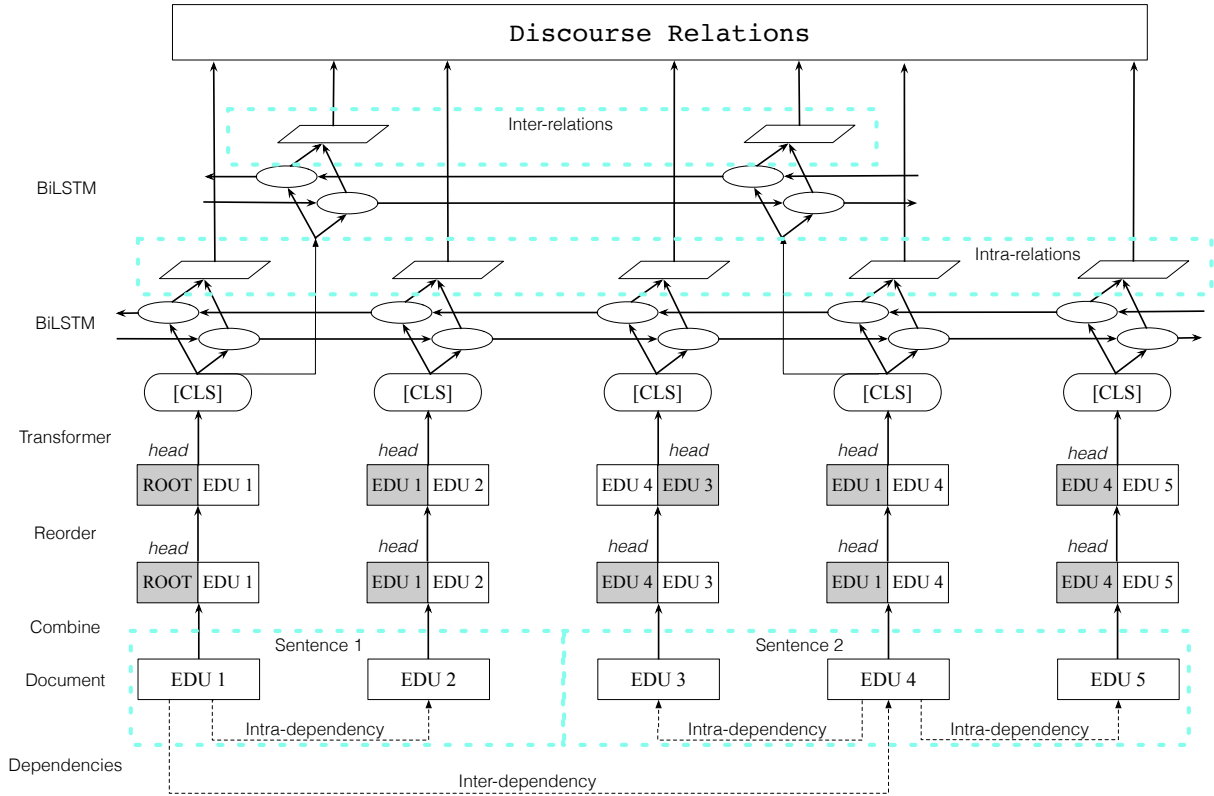 Discourse Relations
Inter-relations
BiLSTM
Intra-relations
BiLSTM
[CLS] [CLS] [CLS] [CLS] [CLS]
Transformer
head head head head head
ROOT EDU 1 EDU 1 EDU 2 EDU 4 EDU 3 EDU 1 EDU 4 EDU 4 EDU 5
Reorder
head head head head head
ROOT EDU 1 EDU 1 EDU 2 EDU 4 EDU 3 EDU 1 EDU 4 EDU 4 EDU 5
Combine
Sentence 1 Sentence 2
Document EDU 1 EDU 2 EDU 3 EDU 4 EDU 5
Intra-dependency Intra-dependency Intra-dependency
Dependencies
Inter-dependency